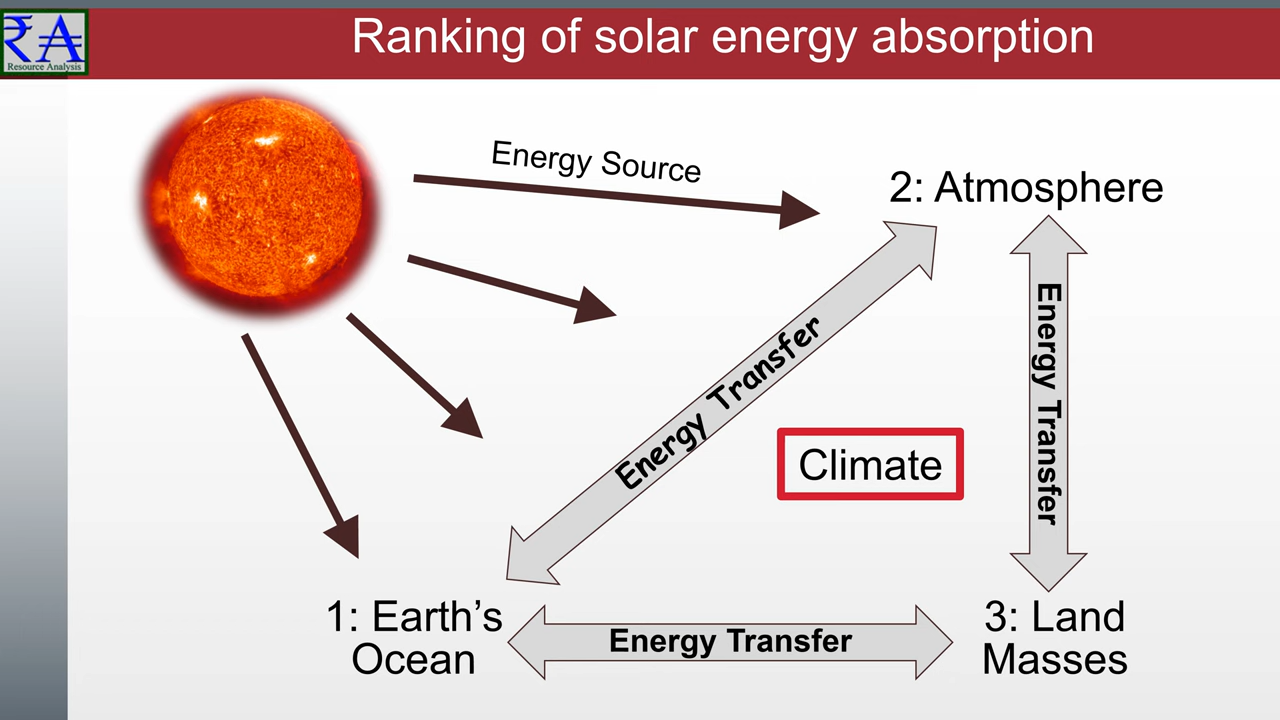 ₹A
Resource Analysis
Ranking of solar energy absorption
Energy Source
2: Atmosphere
Energy Transfer
Energy Transfer
Climate
1: Earth’s
Ocean
Energy Transfer
3: Land
Masses